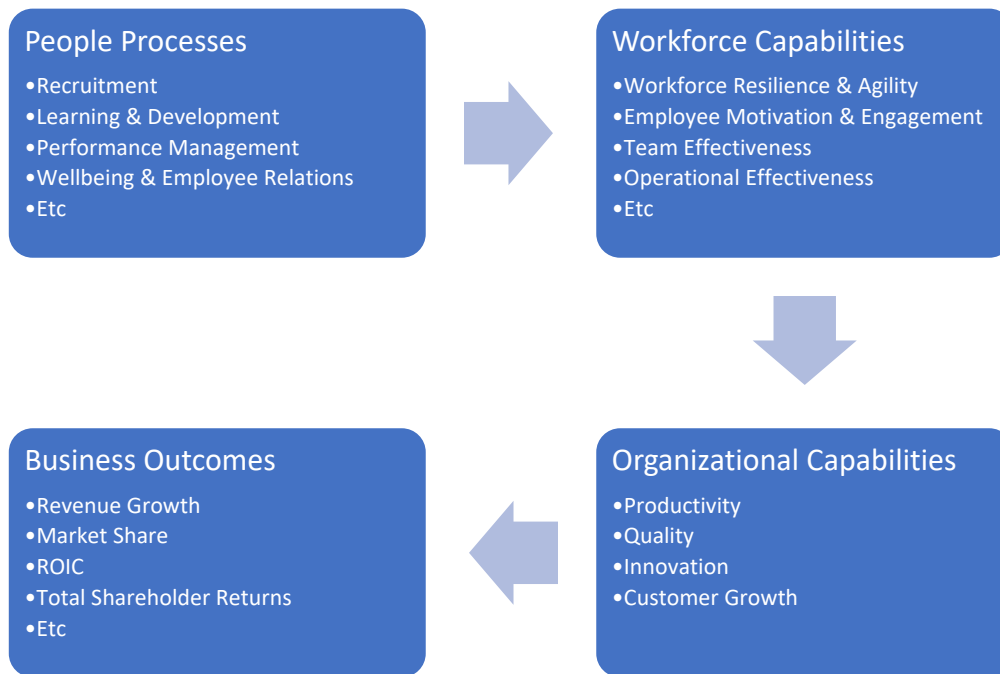 People Processes
•Recruitment
•Learning & Development
•Performance Management
•Wellbeing & Employee Relations
•Etc
Workforce Capabilities
•Workforce Resilience & Agility
•Employee Motivation & Engagement
•Team Effectiveness
•Operational Effectiveness
•Etc
Organizational Capabilities
•Productivity
•Quality
•Innovation
•Customer Growth
Business Outcomes
•Revenue Growth
•Market Share
•ROIC
•Total Shareholder Returns
•Etc